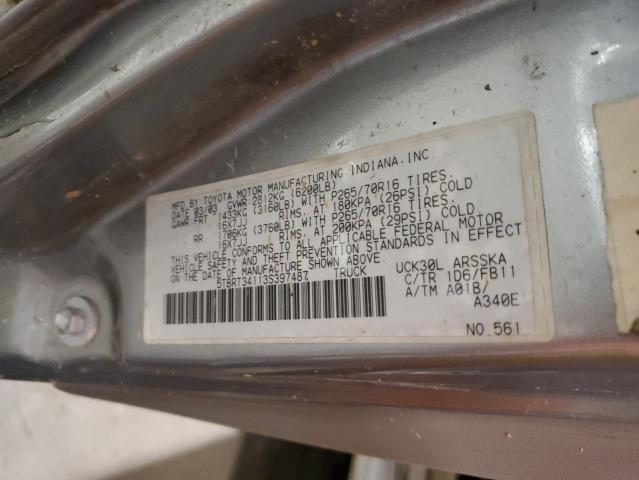 MFD.BY TOYOTA MOTOR MANUFACTURING.INDIANA.INC.
DATE 03/03 GVWR 2812KG (6200LB)
GAWR FRT 1433KG (3160LB) WITH P265/70R16 TIRES.
16X7JJ RIMS. AT 180KPA (26PSI) COLD
RR 1706KG (3760LB) WITH P265/70R16 TIRES.
16X7JJ RIMS. AT 200KPA (29PSI) COLD
THIS VEHICLE CONFORMS TO ALL APPLICABLE FEDERAL MOTOR
VEHICLE SAFETY AND THEFT PREVENTION STANDARDS IN EFFECT
ON THE DATE OF MANUFACTURE SHOWN ABOVE.
5TBRT34113S397487 TRUCK
UCK30L ARSSKA
C/TR 1D6/FB11
A/TM A01B/
A340E
NO.561